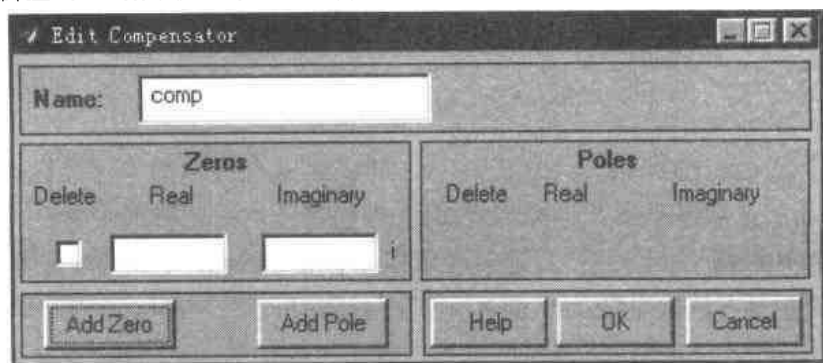 Edit Compensator
Name: comp
Zeros
Delete Real Imaginary
i
Poles
Delete Real Imaginary
Add Zero Add Pole Help OK Cancel